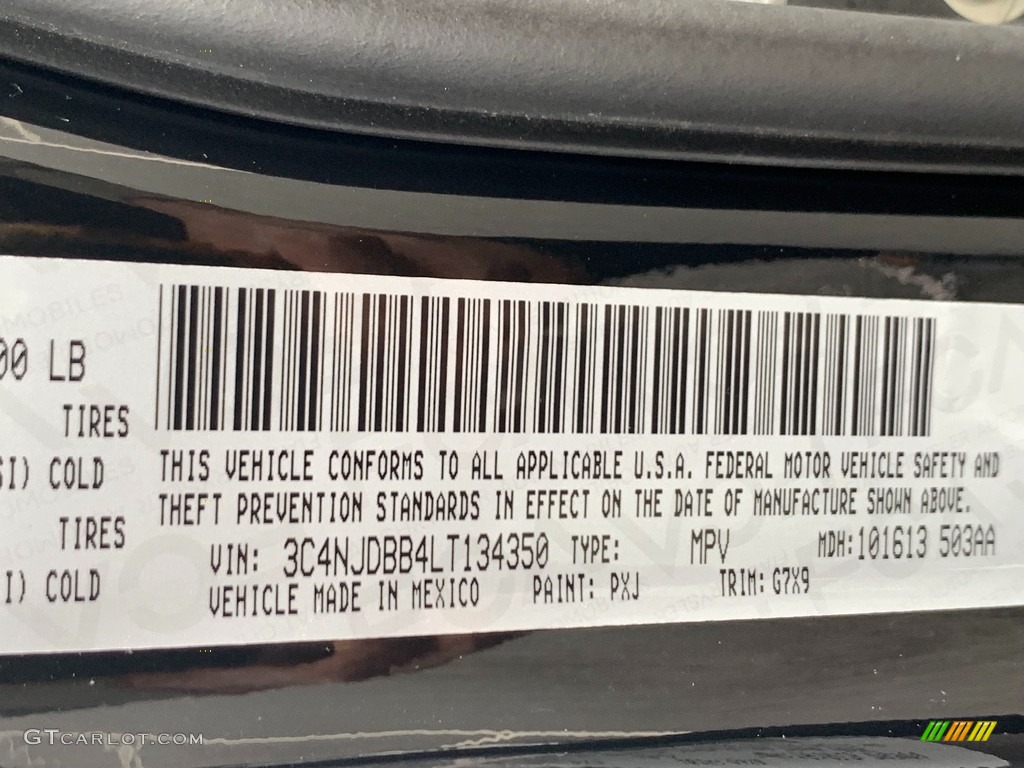 00 LB
TIRES
SI) COLD
TIRES
I) COLD
THIS VEHICLE CONFORMS TO ALL APPLICABLE U.S.A. FEDERAL MOTOR VEHICLE SAFETY AND
THEFT PREVENTION STANDARDS IN EFFECT ON THE DATE OF MANUFACTURE SHOWN ABOVE.
VIN: 3C4NJDBB4LT134350 TYPE: MPV MDH:101613 503AA
VEHICLE MADE IN MEXICO PAINT: PXJ TRIM: G7X9
GTCARLOT.COM